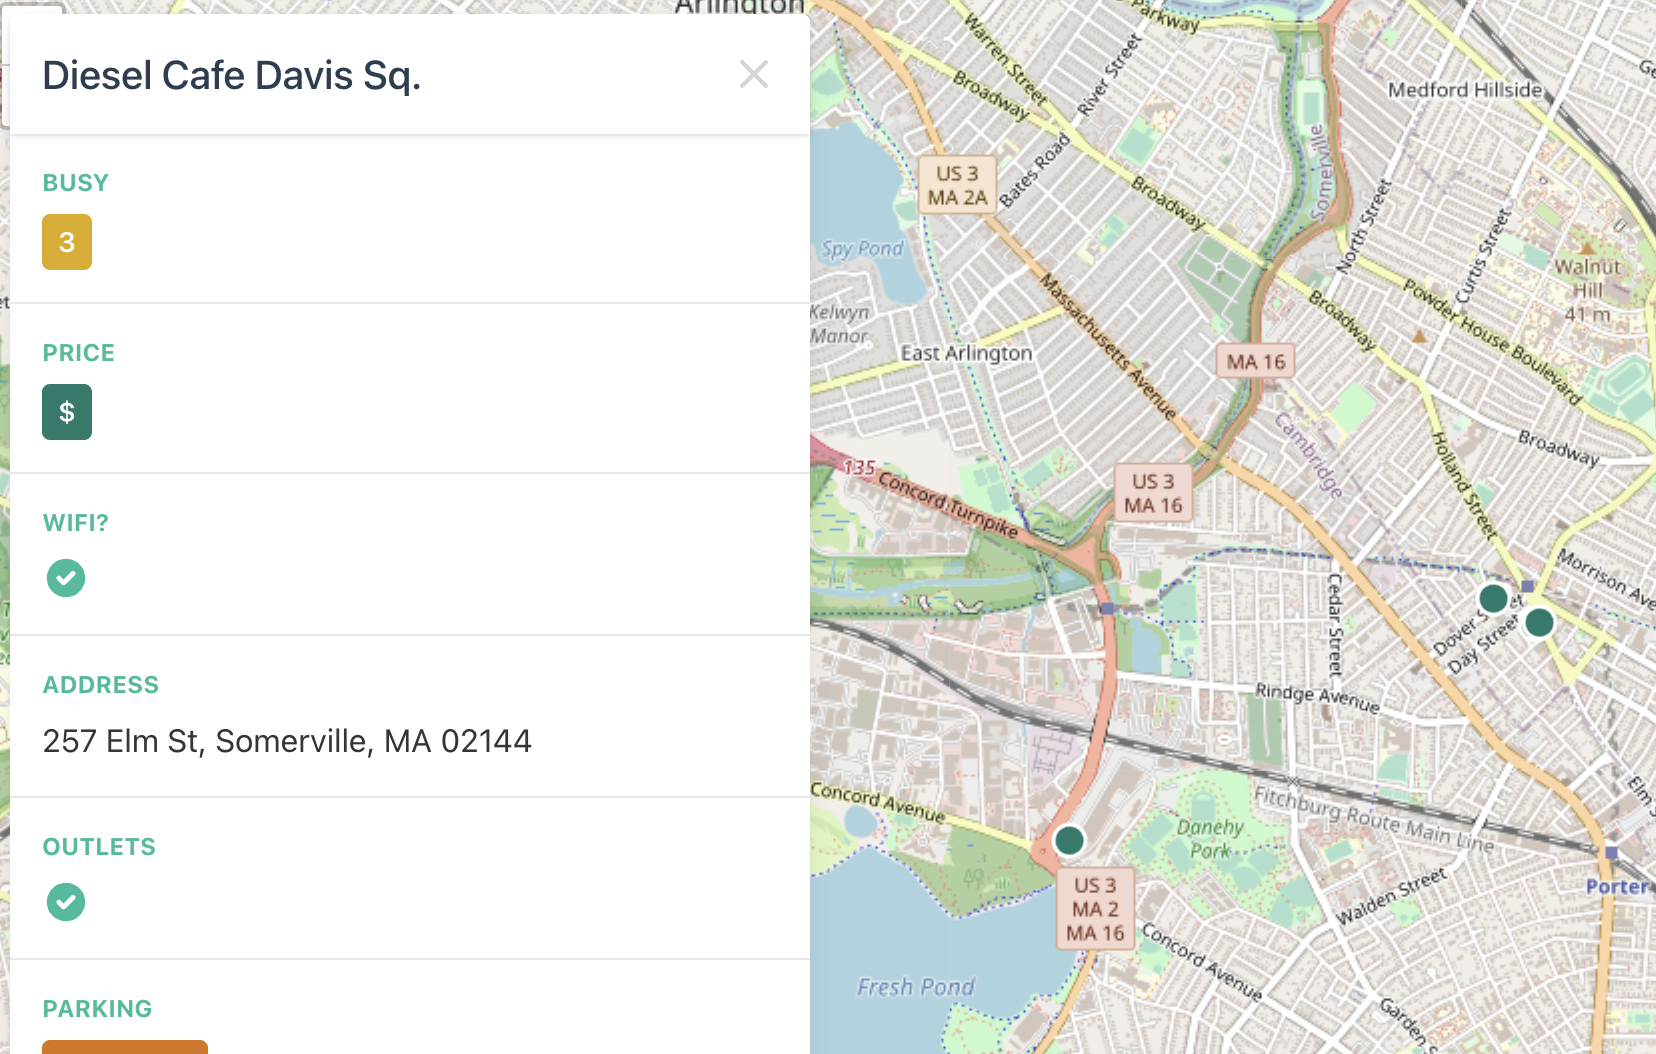 Diesel Cafe Davis Sq.
BUSY
3
PRICE
$
WIFI?
ADDRESS
257 Elm St, Somerville, MA 02144
OUTLETS
PARKING
Arlington
Parkway
Warren Street
River Street
Broadway
Medford Hillside
Somerville
US 3
MA 2A
Bates Road
Broadway
North Street
Curtis Street
Spy Pond
Walnut
Hill
41 m
Kelwyn
Manor
Massachusetts Avenue
Broadway
Powder House Boulevard
East Arlington
MA 16
Cambridge
Holland Street
Broadway
135
Concord Turnpike
US 3
MA 16
Morrison Ave
Cedar Street
Dover Street
Day Street
Rindge Avenue
Concord Avenue
Fitchburg Route Main Line
Elm S
Danehy
Park
US 3
MA 2
MA 16
Walden Street
Porter
Concord Avenue
Fresh Pond
Garden S